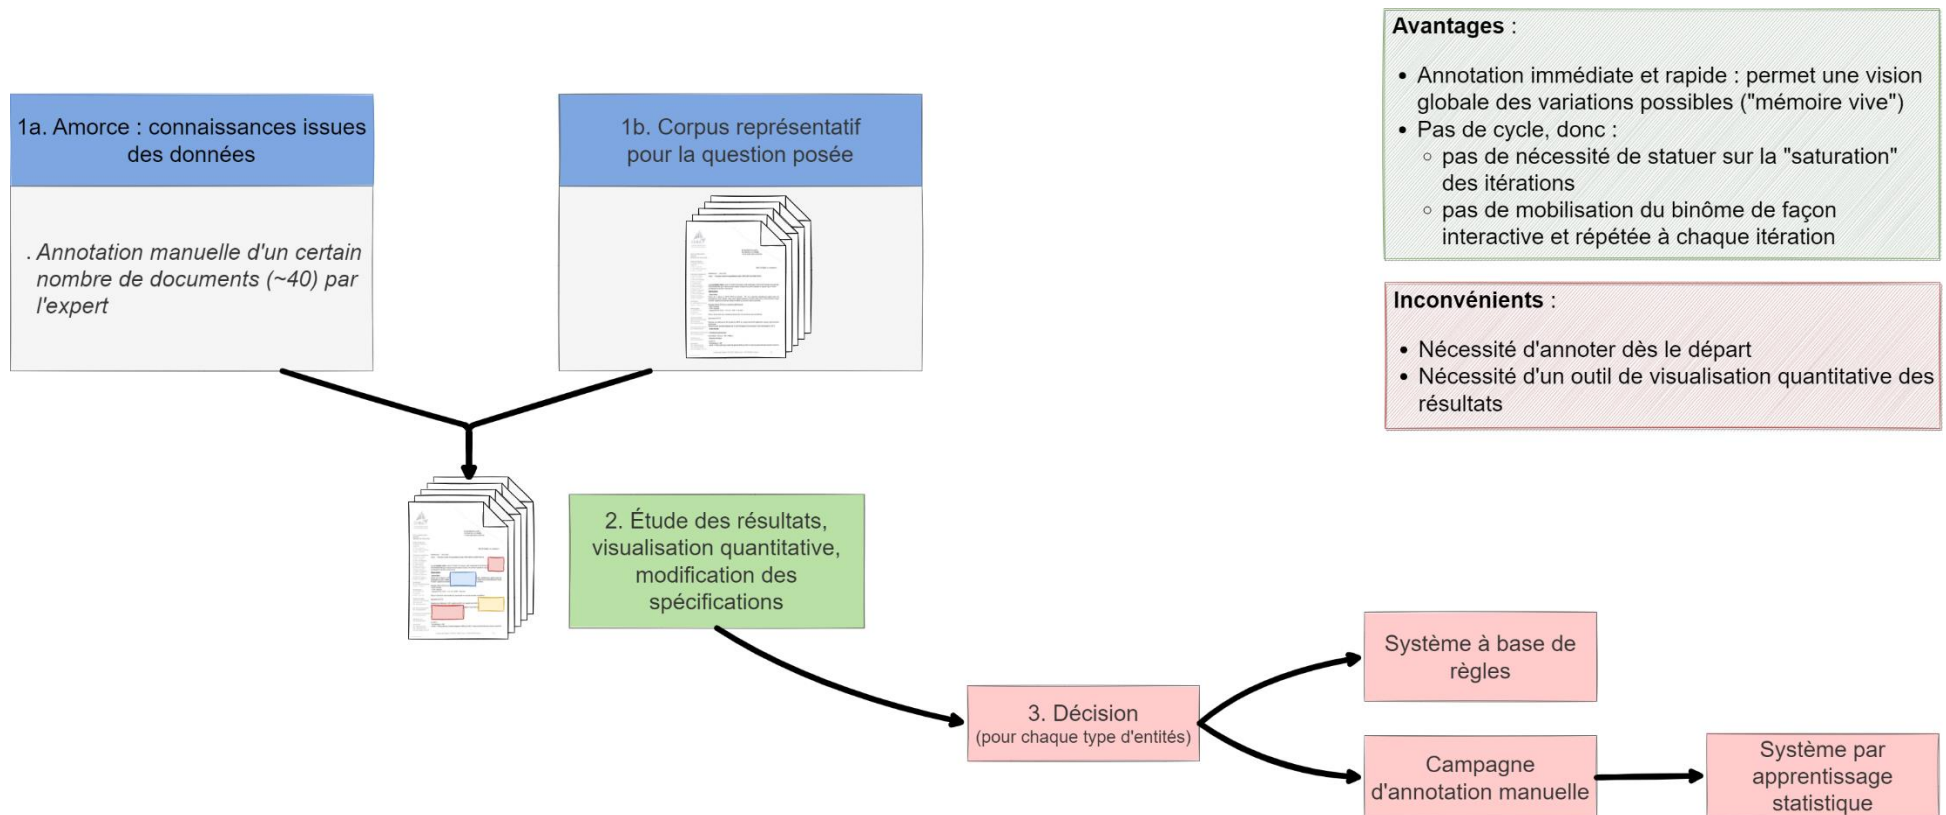 1a. Amorce : connaissances issues
des données
. Annotation manuelle d'un certain
nombre de documents (~40) par
l'expert
1b. Corpus représentatif
pour la question posée
Avantages :
• Annotation immédiate et rapide : permet une vision
globale des variations possibles ("mémoire vive")
• Pas de cycle, donc :
◦ pas de nécessité de statuer sur la "saturation"
des itérations
◦ pas de mobilisation du binôme de façon
interactive et répétée à chaque itération
Inconvénients :
• Nécessité d'annoter dès le départ
• Nécessité d'un outil de visualisation quantitative des
résultats
2. Étude des résultats,
visualisation quantitative,
modification des
spécifications
3. Décision
(pour chaque type d'entités)
Système à base de
règles
Campagne
d'annotation manuelle
Système par
apprentissage
statistique